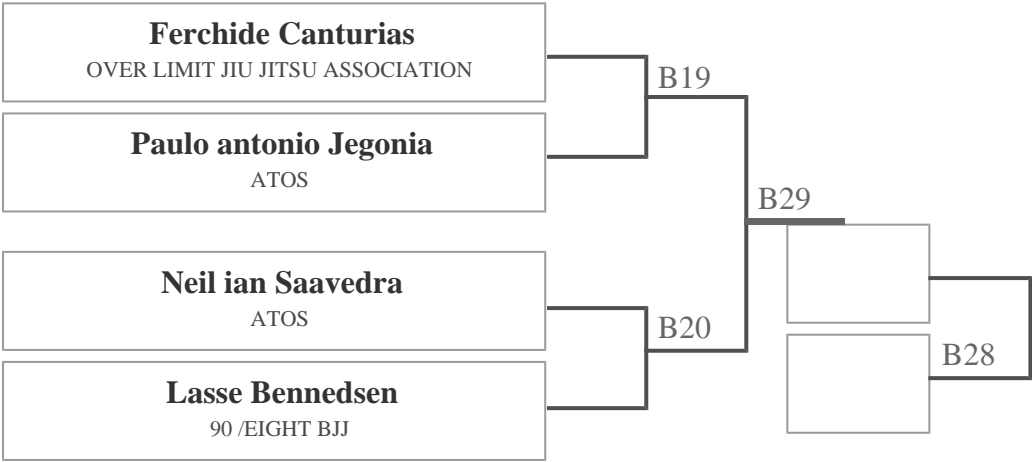 Ferchide Canturias
OVER LIMIT JIU JITSU ASSOCIATION
B19
Paulo antonio Jegonia
ATOS
B29
Neil ian Saavedra
ATOS
B20
B28
Lasse Bennedsen
90 /EIGHT BJJ